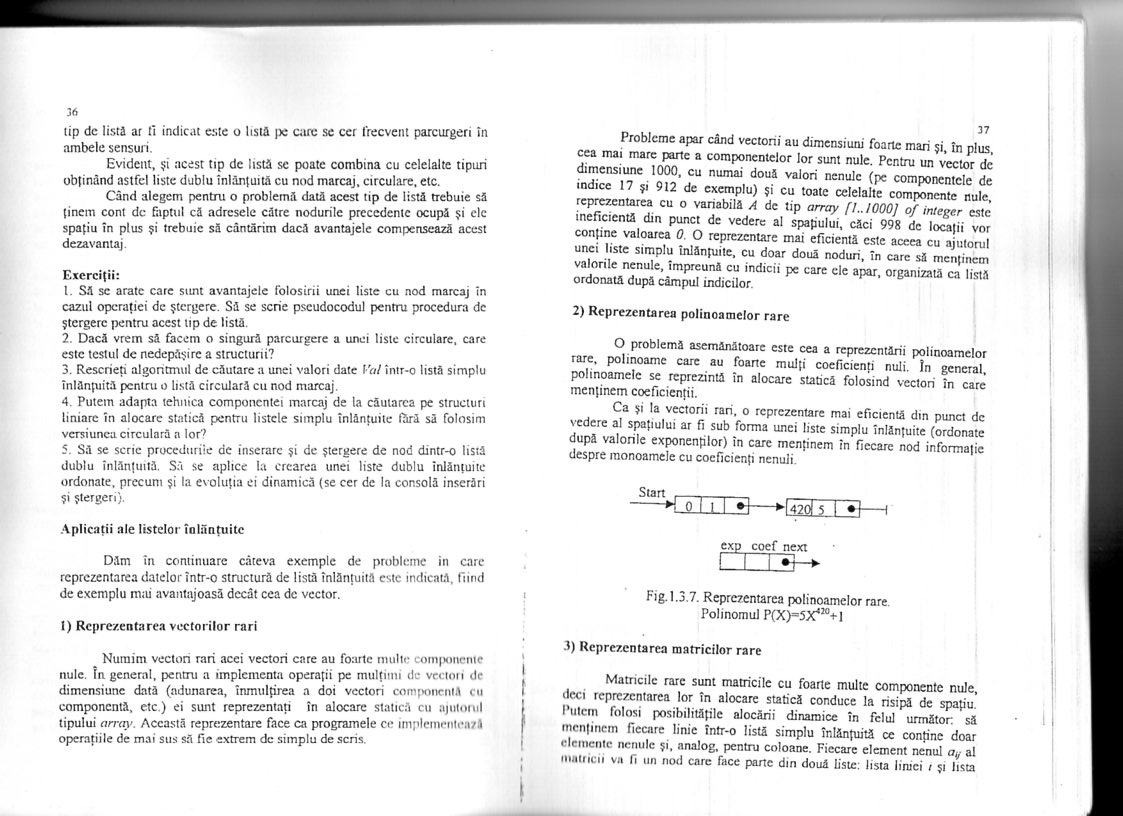 36
tip de listă ar fi indicat este o listă pe care se cer frecvent parcurgeri în
ambele sensuri.
Evident, şi acest tip de listă se poate combina cu celelalte tipuri
obţinând astfel liste dublu înlănţuită cu nod marcaj, circulare, etc.
Când alegem pentru o problemă dată acest tip de listă trebuie să
ţinem cont de faptul că adresele către nodurile precedente ocupă şi ele
spaţiu în plus şi trebuie să cântărim dacă avantajele compensează acest
dezavantaj.
Exerciţii:
1. Să se arate care sunt avantajele folosirii unei liste cu nod marcaj în
cazul operaţiei de ştergere. Să se scrie pseudocodul pentru procedura de
ştergere pentru acest tip de listă.
2. Dacă vrem să facem o singură parcurgere a unei liste circulare, care
este testul de nedepăşire a structurii?
3. Rescrieţi algoritmul de căutare a unei valori date Val într-o listă simplu
înlănţuită pentru o listă circulară cu nod marcaj.
4. Putem adapta tehnica componentei marcaj de la căutarea pe structuri
liniare în alocare statică pentru listele simplu înlănţuite fără să folosim
versiunea circulară a lor?
5. Să se scrie procedurile de inserare şi de ştergere de nod dintr-o listă
dublu înlănţuită. Să se aplice la crearea unei liste dublu înlănţuite
ordonate, precum şi la evoluţia ei dinamică (se cer de la consolă inserări
şi ştergeri).
Aplicaţii ale listelor înlănţuite
Dăm în continuare câteva exemple de probleme in care
reprezentarea datelor într-o structură de listă înlănţuită este indicată, fiind
de exemplu mai avantajoasă decât cea de vector.
1) Reprezentarea vectorilor rari
Numim vectori rari acei vectori care au foarte multe componente
nule. În general, pentru a implementa operaţii pe mulţimi de vectori de
dimensiune dată (adunarea, înmulţirea a doi vectori componentă cu
componentă, etc.) ei sunt reprezentaţi în alocare statică cu ajutorul
tipului array. Această reprezentare face ca programele ce implementează
operaţiile de mai sus să fie extrem de simplu de scris.
37
Probleme apar când vectorii au dimensiuni foarte mari şi, în plus,
cea mai mare parte a componentelor lor sunt nule. Pentru un vector de
dimensiune 1000, cu numai două valori nenule (pe componentele de
indice 17 şi 912 de exemplu) şi cu toate celelalte componente nule,
reprezentarea cu o variabilă A de tip array [1..1000] of integer este
ineficientă din punct de vedere al spaţiului, căci 998 de locaţii vor
conţine valoarea 0. O reprezentare mai eficientă este aceea cu ajutorul
unei liste simplu înlănţuite, cu doar două noduri, în care să menţinem
valorile nenule, împreună cu indicii pe care ele apar, organizată ca listă
ordonată după câmpul indicilor.
2) Reprezentarea polinoamelor rare
O problemă asemănătoare este cea a reprezentării polinoamelor
rare, polinoame care au foarte mulţi coeficienţi nuli. În general,
polinoamele se reprezintă în alocare statică folosind vectori în care
menţinem coeficienţii.
Ca şi la vectorii rari, o reprezentare mai eficientă din punct de
vedere al spaţiului ar fi sub forma unei liste simplu înlănţuite (ordonate
după valorile exponenţilor) în care menţinem în fiecare nod informaţie
despre monoamele cu coeficienţi nenuli.
Start 0 1 420 5
exp coef next
Fig.1.3.7. Reprezentarea polinoamelor rare.
Polinomul P(X)=5X⁴²⁰+1
3) Reprezentarea matricilor rare
Matricile rare sunt matricile cu foarte multe componente nule,
deci reprezentarea lor în alocare statică conduce la risipă de spaţiu.
Putem folosi posibilităţile alocării dinamice în felul următor: să
menţinem fiecare linie într-o listă simplu înlănţuită ce conţine doar
elemente nenule şi, analog, pentru coloane. Fiecare element nenul aᵢⱼ al
matricii va fi un nod care face parte din două liste: lista liniei i şi lista